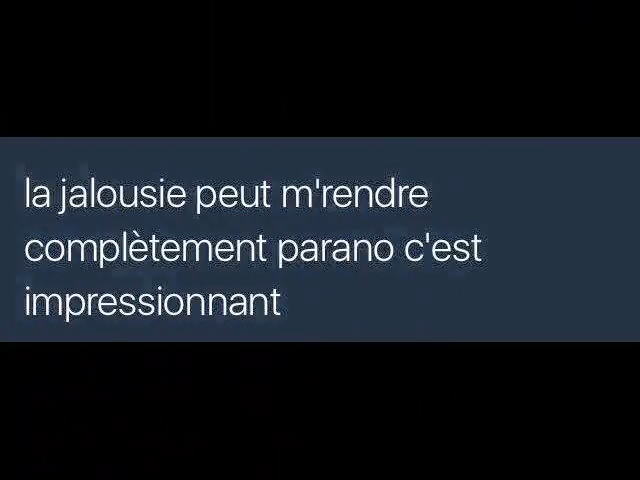 la jalousie peut m'rendre
complètement parano c'est
impressionnant